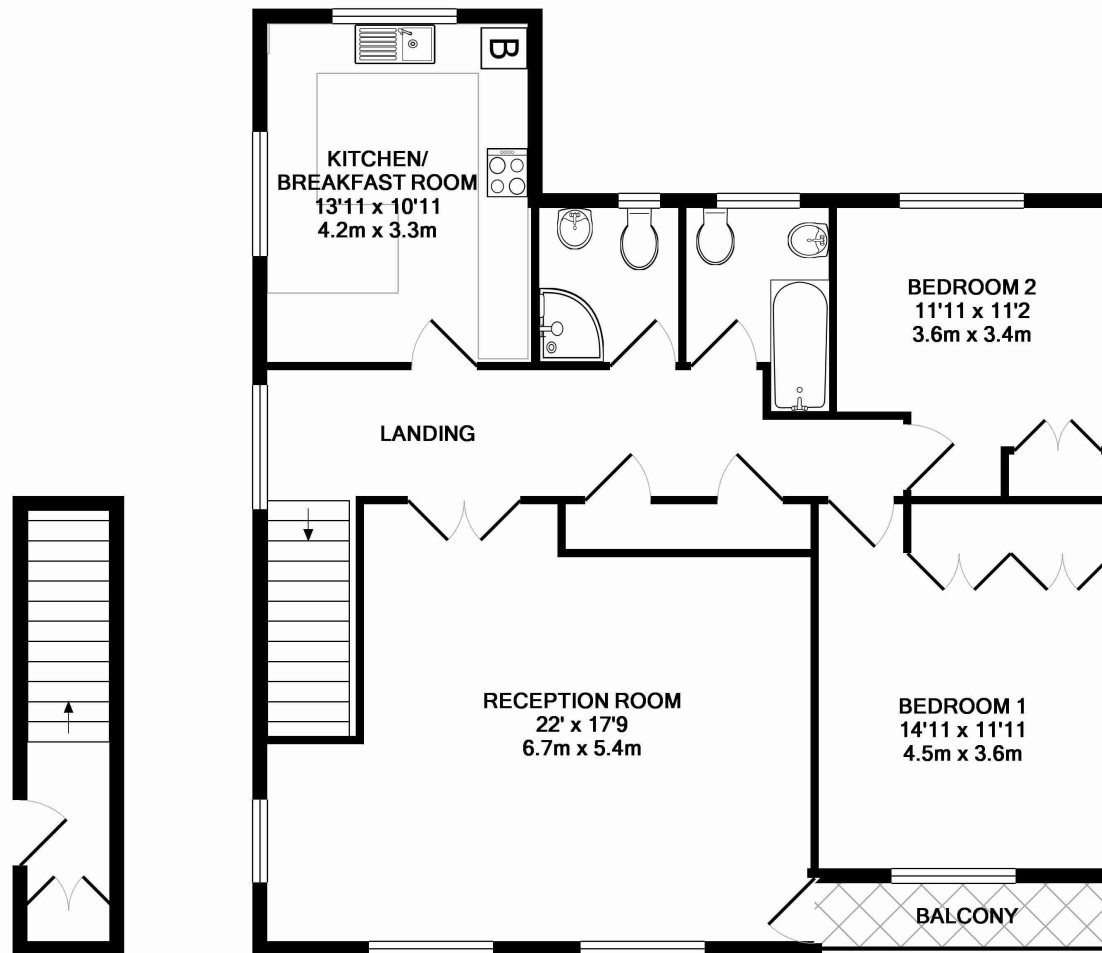 B
KITCHEN/
BREAKFAST ROOM
13'11 x 10'11
4.2m x 3.3m
BEDROOM 2
11'11 x 11'2
3.6m x 3.4m
LANDING
RECEPTION ROOM
22' x 17'9
6.7m x 5.4m
BEDROOM 1
14'11 x 11'11
4.5m x 3.6m
BALCONY